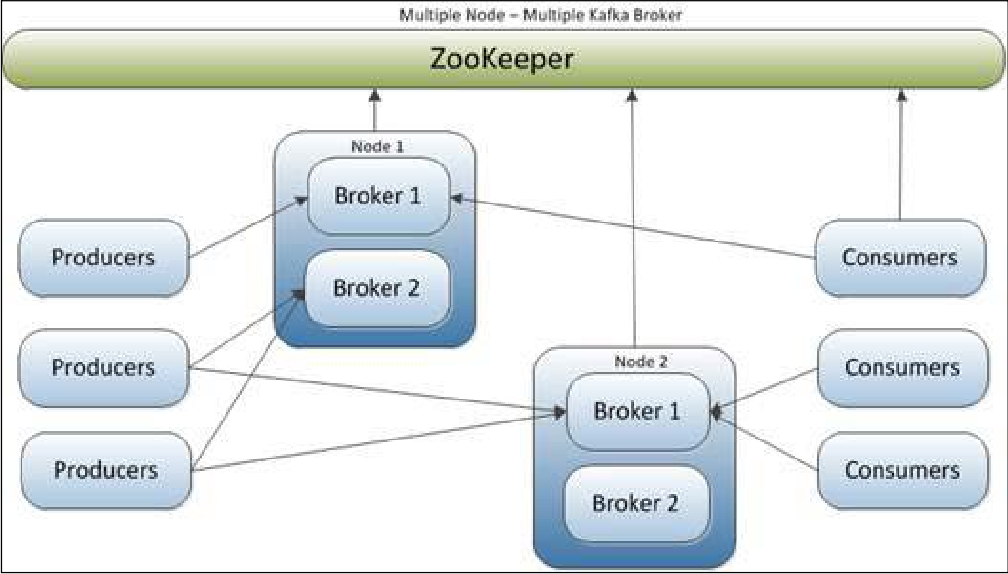 Multiple Node – Multiple Kafka Broker
ZooKeeper
Node 1
Broker 1
Broker 2
Producers
Producers
Producers
Node 2
Broker 1
Broker 2
Consumers
Consumers
Consumers